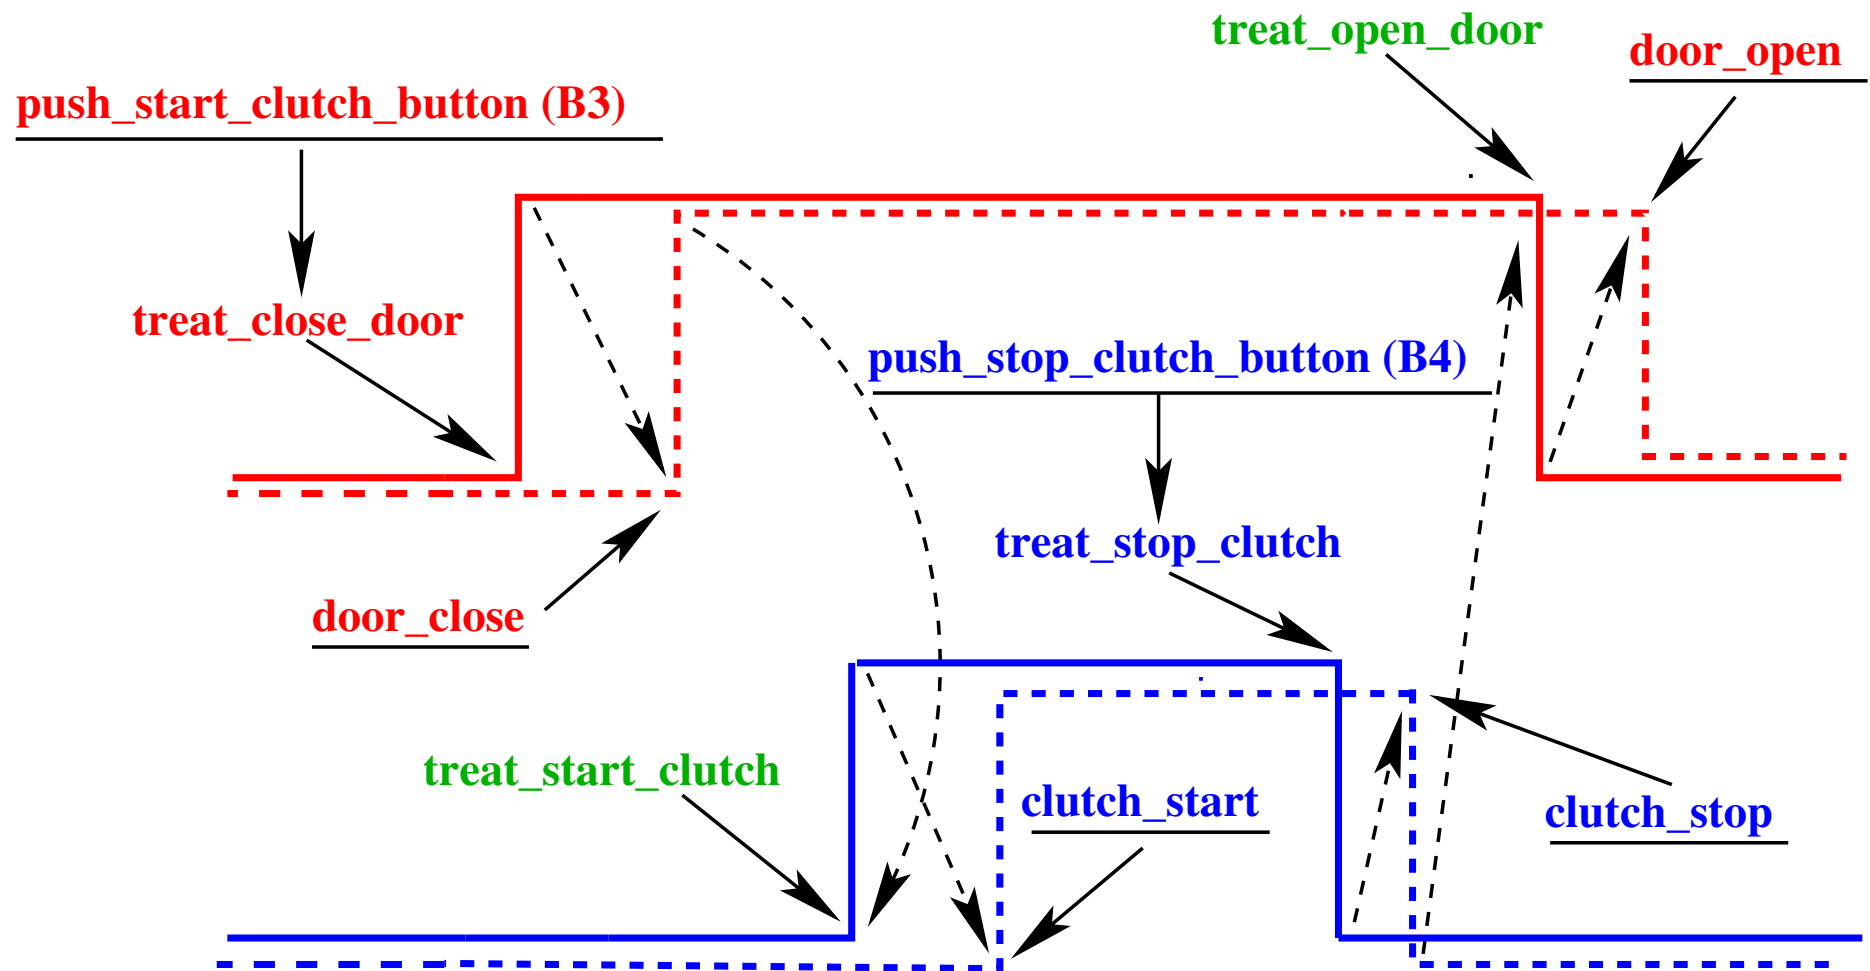 treat_open_door
door_open
push_start_clutch_button (B3)
treat_close_door
push_stop_clutch_button (B4)
treat_stop_clutch
door_close
treat_start_clutch
clutch_start
clutch_stop